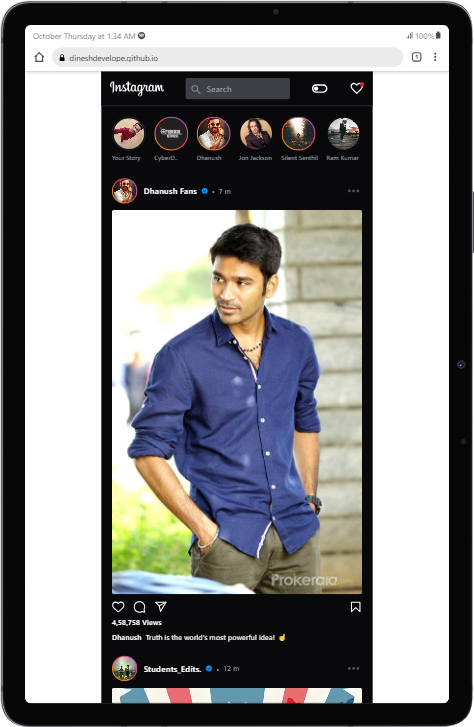 October Thursday at 1:34 AM
100%
dineshdevelope.github.io
1
Instagram
Search
Your Story
CyberD..
Dhanush
Jon Jackson
Silent Senthil
Ram Kumar
Dhanush Fans • 7 m
Prokerala
4,58,758 Views
Dhanush Truth is the world's most powerful idea! ☝
Students_Edits. • 12 m